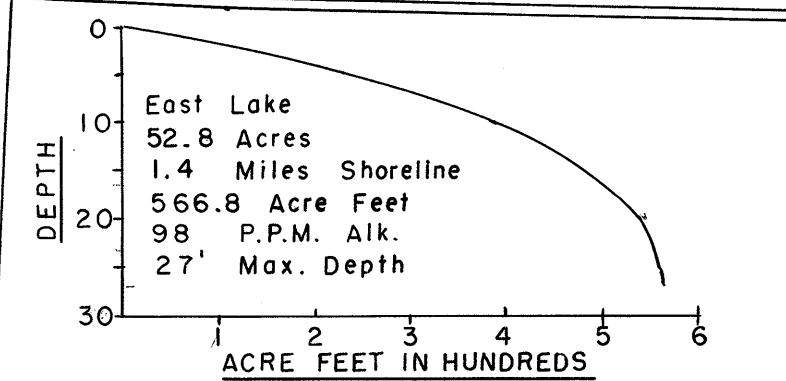 0
East Lake
10
52.8 Acres
1.4 Miles Shoreline
DEPTH
566.8 Acre Feet
20
98 P.P.M. Alk.
27' Max. Depth
30
1 2 3 4 5 6
ACRE FEET IN HUNDREDS